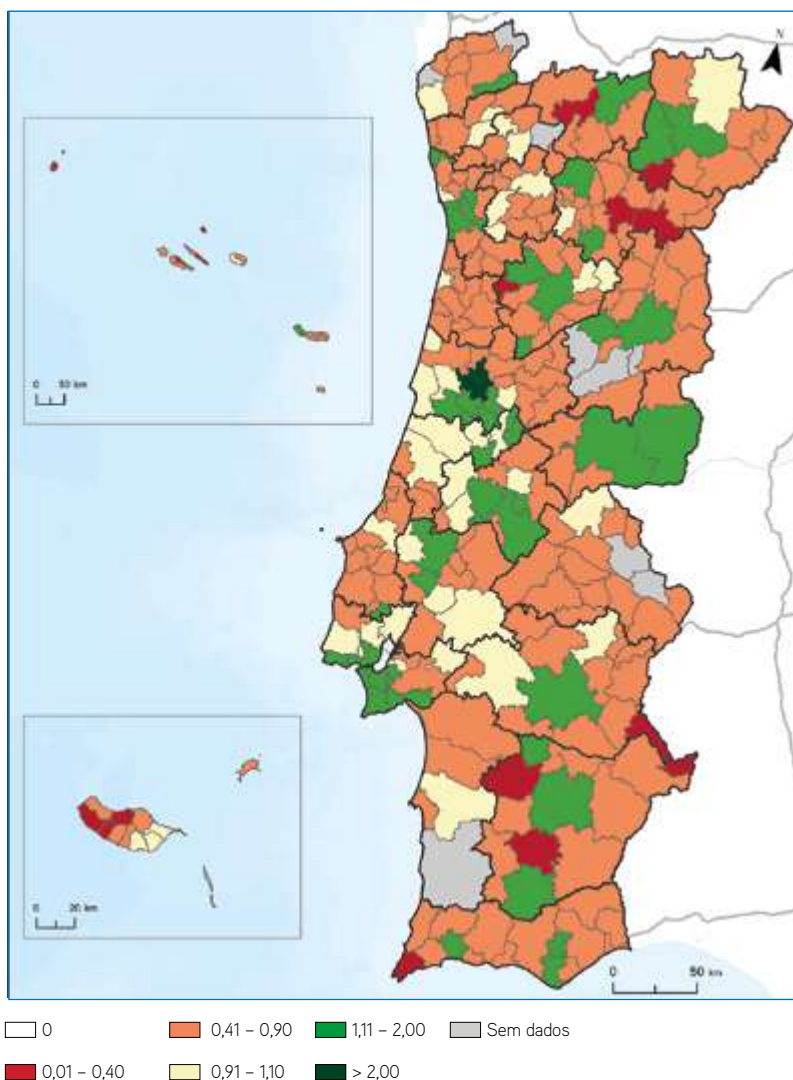 N
0 50 km
0 20 km
0 50 km
0
0,41 – 0,90
1,11 – 2,00
Sem dados
0,01 – 0,40
0,91 – 1,10
> 2,00